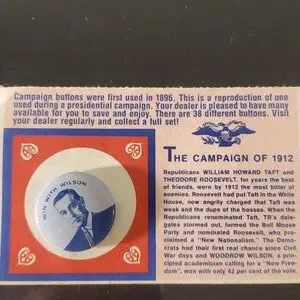 Campaign buttons were first used in 1896. This is a reproduction of one
used during a presidential campaign. Your dealer is pleased to have many
available for you to save and enjoy. There are 38 different buttons. Visit
your dealer regularly and collect a full set!
WIN WITH WILSON
THE CAMPAIGN OF 1912
Republicans WILLIAM HOWARD TAFT and
THEODORE ROOSEVELT, for years the best
of friends, were by 1912 the most bitter of
enemies. Roosevelt had put Taft in the White
House, now angrily charged that Taft was
weak and the dupe of the bosses. When the
Republicans renominated Taft, TR's dele-
gates stormed out, formed the Bull Moose
Party and nominated Roosevelt, who pro-
claimed a "New Nationalism." The Demo-
crats had their first real chance since Civil
War days and WOODROW WILSON, a prin-
cipled academician calling for a "New Free-
dom", won with only 42 per cent of the vote.